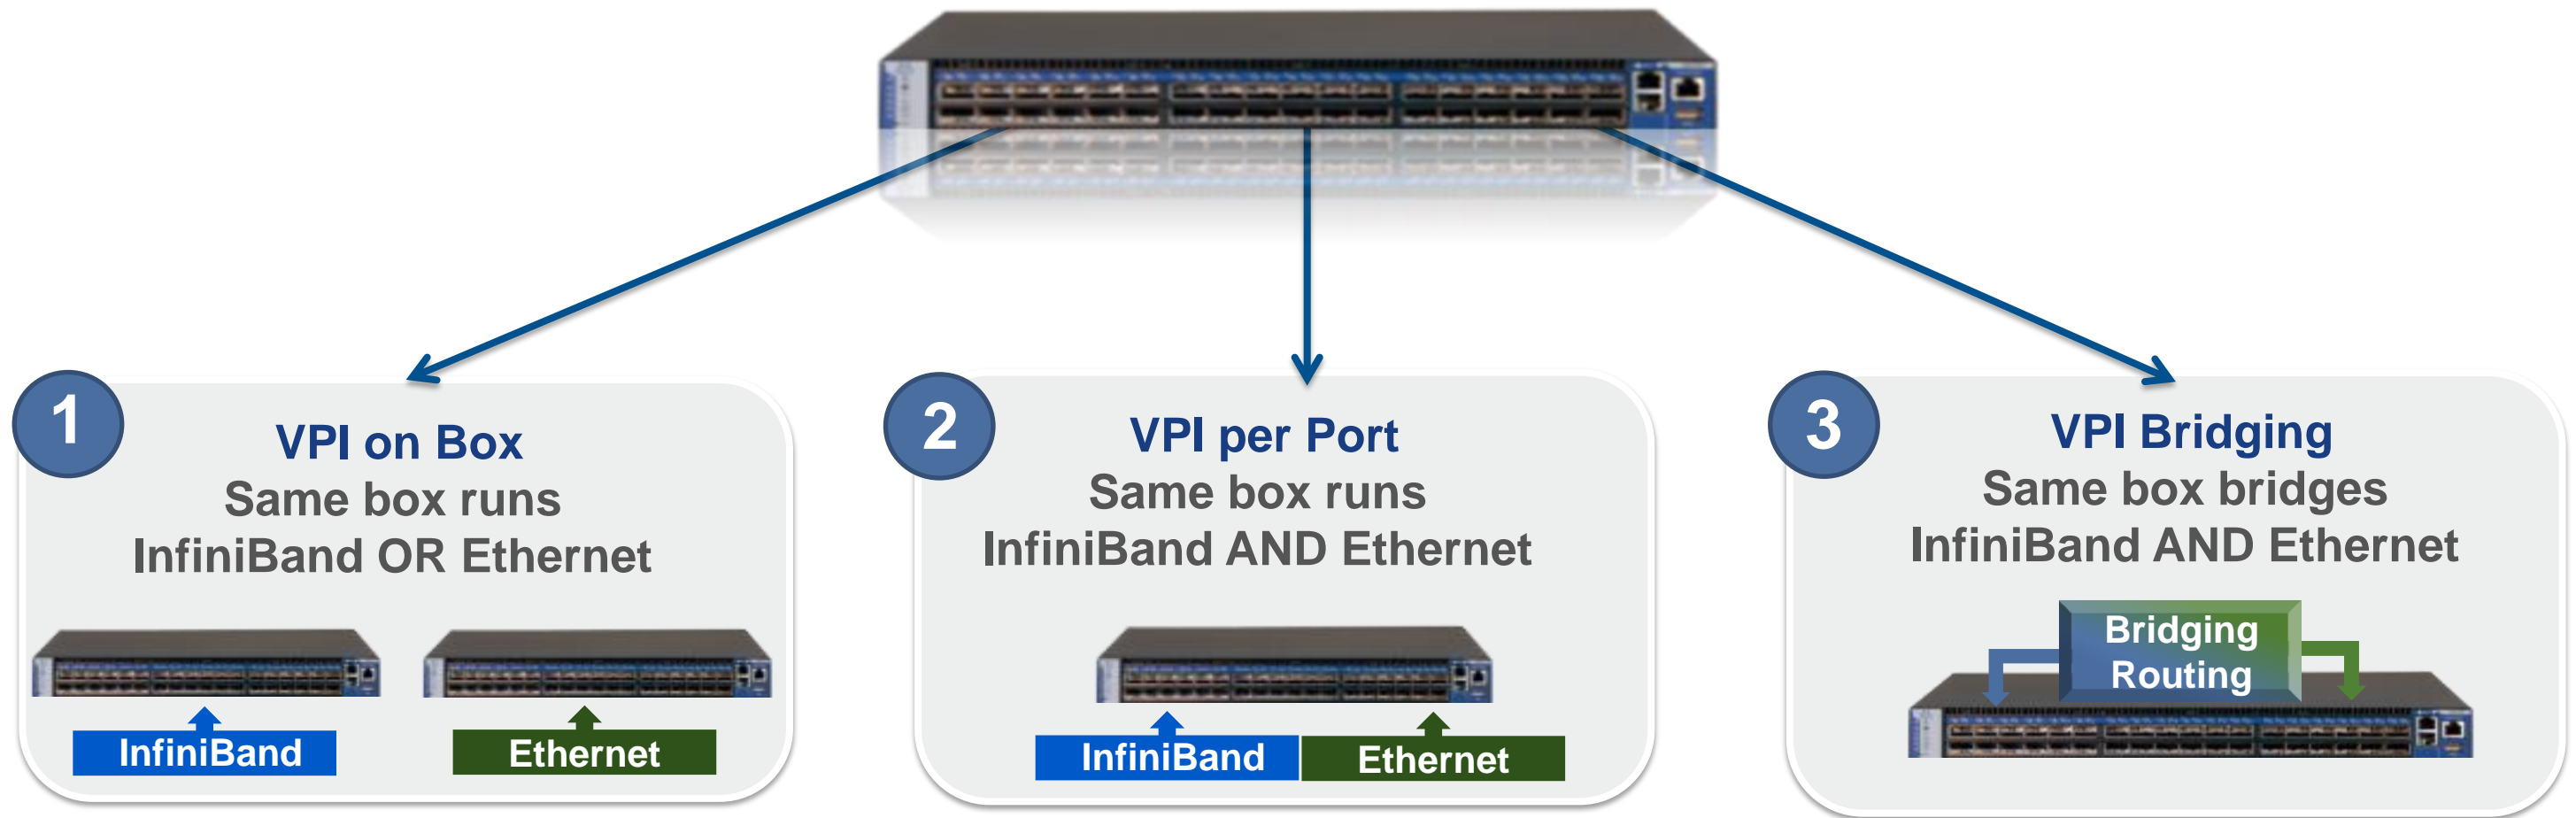 1
VPI on Box
Same box runs
InfiniBand OR Ethernet
InfiniBand
Ethernet
2
VPI per Port
Same box runs
InfiniBand AND Ethernet
InfiniBand
Ethernet
3
VPI Bridging
Same box bridges
InfiniBand AND Ethernet
Bridging
Routing